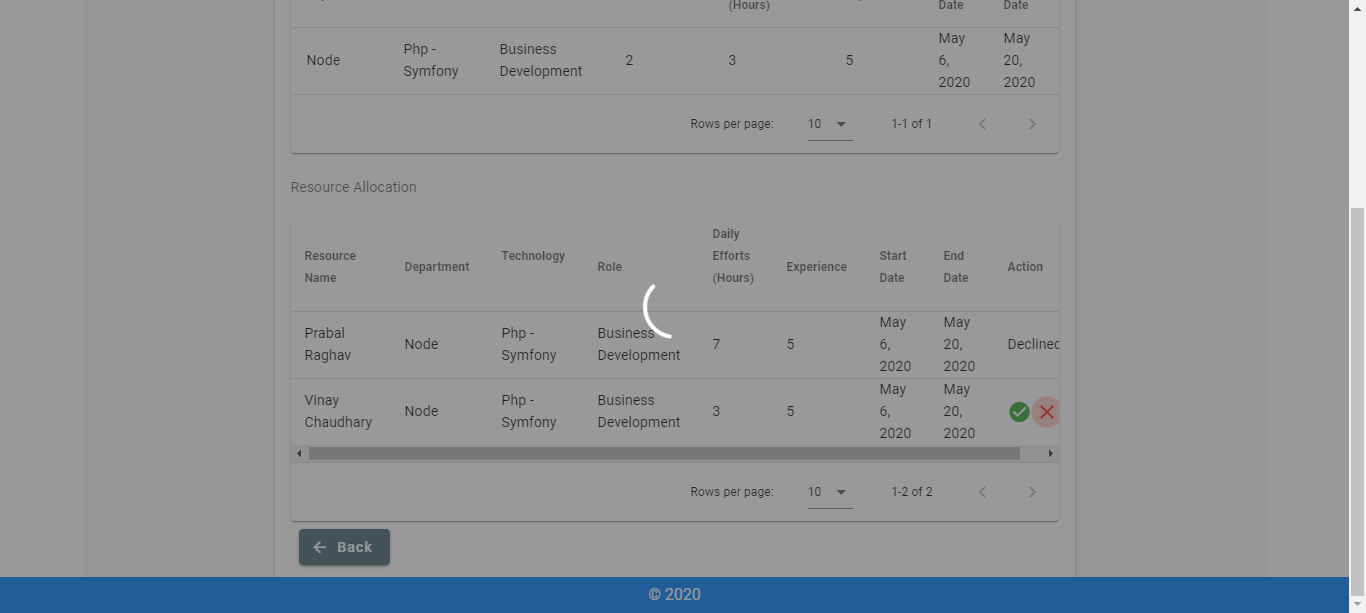 Date Date
(Hours)
Node Php - Symfony Business Development 2 3 5 May 6, 2020 May 20, 2020
Rows per page: 10 1-1 of 1
Resource Allocation
Resource Name Department Technology Role Daily Efforts (Hours) Experience Start Date End Date Action
Prabal Raghav Node Php - Symfony Business Development 7 5 May 6, 2020 May 20, 2020 Declined
Vinay Chaudhary Node Php - Symfony Business Development 3 5 May 6, 2020 May 20, 2020
Rows per page: 10 1-2 of 2
Back
© 2020